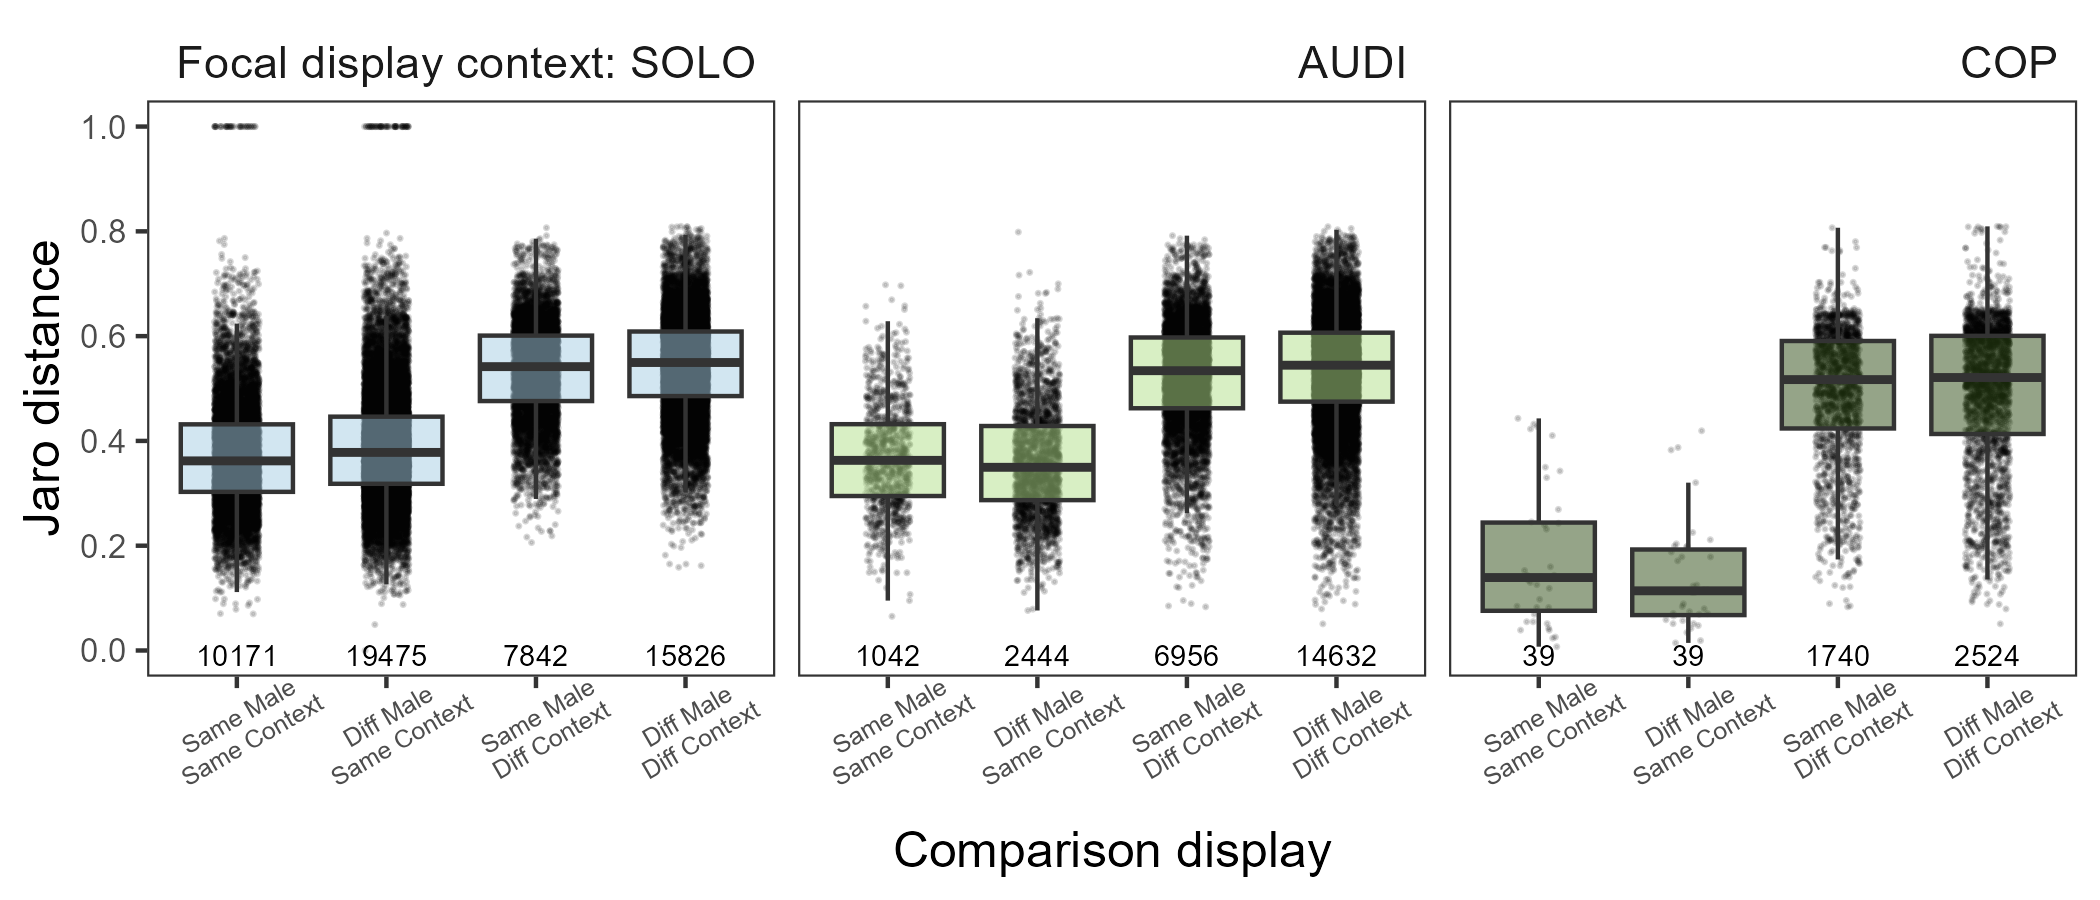 Focal display context: SOLO
AUDI
COP
Jaro distance
1.0
0.8
0.6
0.4
0.2
0.0
10171
19475
7842
15826
1042
2444
6956
14632
39
39
1740
2524
Same Male
Same Context
Diff Male
Same Context
Same Male
Diff Context
Diff Male
Diff Context
Same Male
Same Context
Diff Male
Same Context
Same Male
Diff Context
Diff Male
Diff Context
Same Male
Same Context
Diff Male
Same Context
Same Male
Diff Context
Diff Male
Diff Context
Comparison display